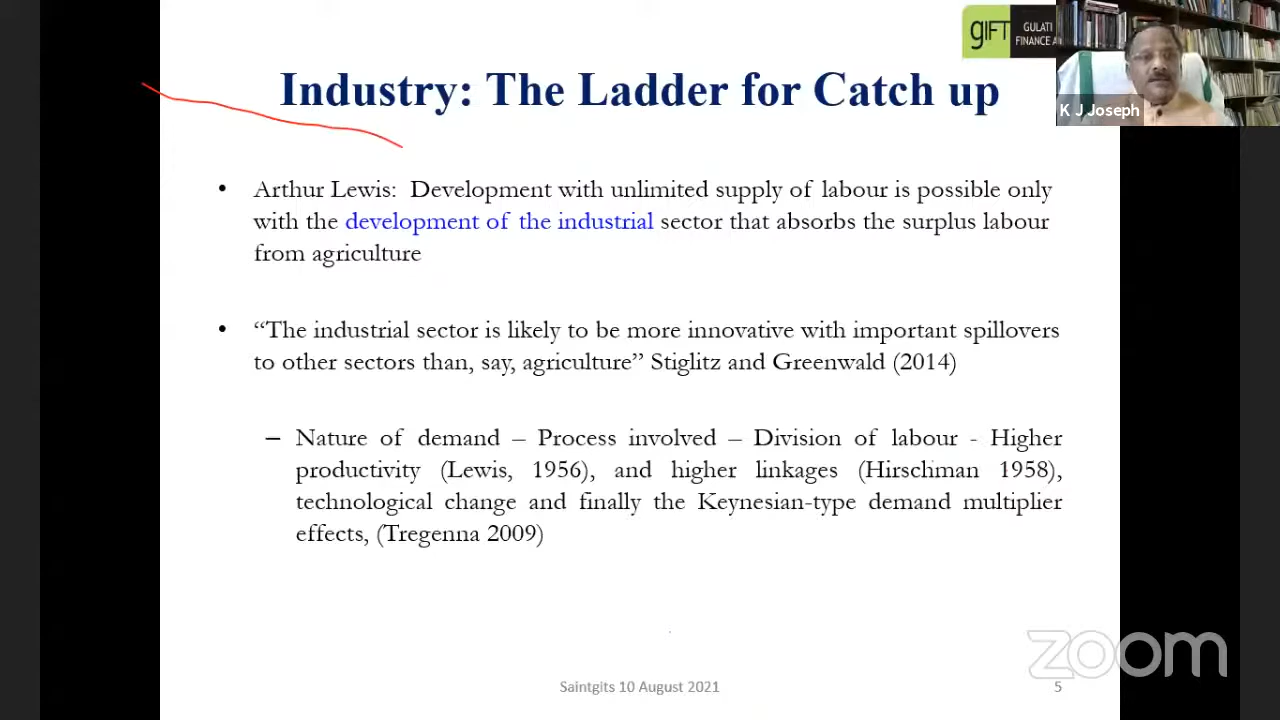 GIFT GULATI
FINANCE A
Industry: The Ladder for Catch up
K J Joseph
• Arthur Lewis: Development with unlimited supply of labour is possible only
with the development of the industrial sector that absorbs the surplus labour
from agriculture
• “The industrial sector is likely to be more innovative with important spillovers
to other sectors than, say, agriculture” Stiglitz and Greenwald (2014)
– Nature of demand – Process involved – Division of labour - Higher
productivity (Lewis, 1956), and higher linkages (Hirschman 1958),
technological change and finally the Keynesian-type demand multiplier
effects, (Tregenna 2009)
zoom
Saintgits 10 August 2021 5